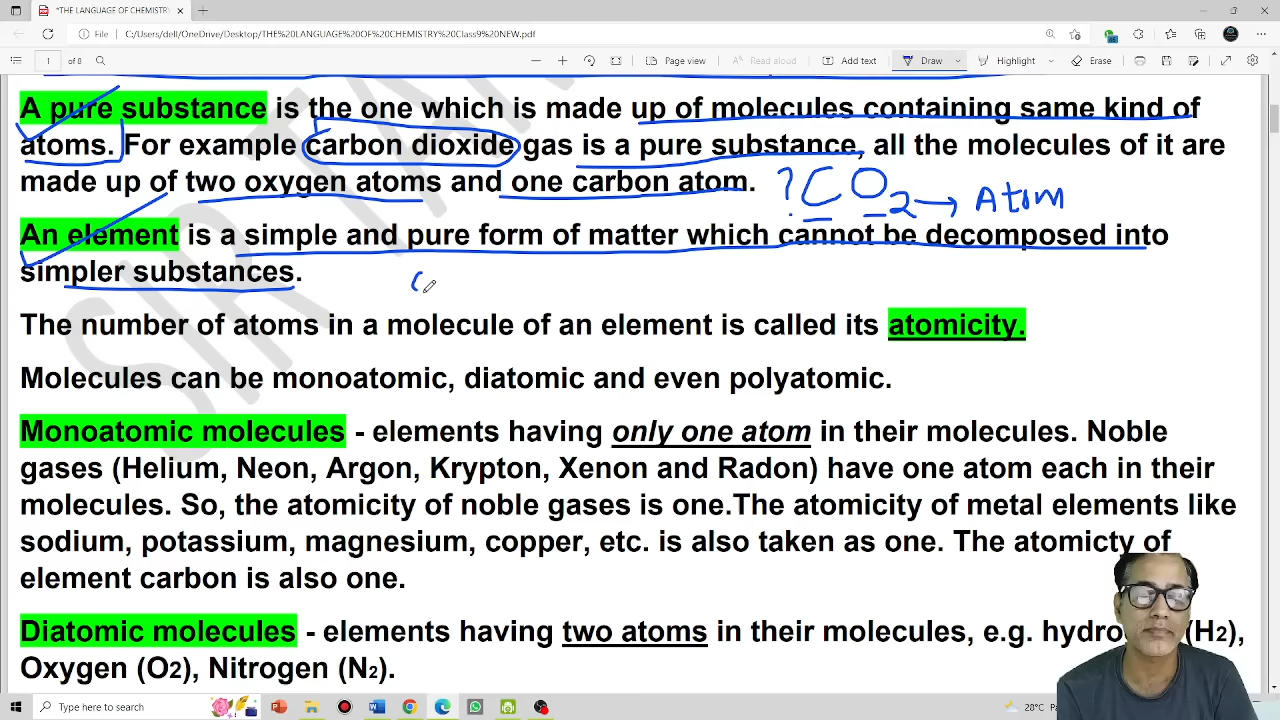 *THE LANGUAGE OF CHEMISTRY
File
C:/Users/dell/OneDrive/Desktop/THE%20LANGUAGE%20OF%20CHEMISTRY%20Class9%20NEW.pdf
1 of 8
Page view
Read aloud
Add text
Draw
Highlight
Erase
A pure substance is the one which is made up of molecules containing same kind of
atoms. For example carbon dioxide gas is a pure substance, all the molecules of it are
made up of two oxygen atoms and one carbon atom.
? CO2 → Atom
An element is a simple and pure form of matter which cannot be decomposed into
simpler substances.
The number of atoms in a molecule of an element is called its atomicity.
Molecules can be monoatomic, diatomic and even polyatomic.
Monoatomic molecules - elements having only one atom in their molecules. Noble
gases (Helium, Neon, Argon, Krypton, Xenon and Radon) have one atom each in their
molecules. So, the atomicity of noble gases is one.The atomicity of metal elements like
sodium, potassium, magnesium, copper, etc. is also taken as one. The atomicty of
element carbon is also one.
Diatomic molecules - elements having two atoms in their molecules, e.g. (H2),
Oxygen (O2), Nitrogen (N2).
SIR TAN
Type here to search
28°C